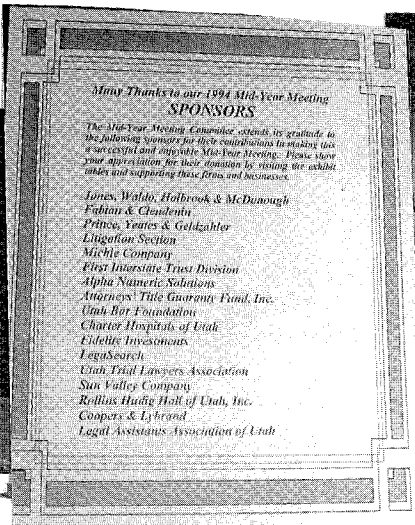 Many Thanks to our 1994 Mid-Year Meeting
SPONSORS
The Mid-Year Meeting Committee extends its gratitude to
the following sponsors for their contributions in making this
a successful and enjoyable Mid-Year Meeting. Please show
your appreciation for their donation by visiting the exhibit
tables and supporting these firms and businesses.
Jones, Waldo, Holbrook & McDonough
Fabian & Clendenin
Prince, Yeates & Geldzahler
Litigation Section
Michie Company
First Interstate Trust Division
Alpha Numeric Solutions
Attorneys' Title Guaranty Fund, Inc.
Utah Bar Foundation
Charter Hospitals of Utah
Fidelity Investments
LegaSearch
Utah Trial Lawyers Association
Sun Valley Company
Rollins Hudig Hall of Utah, Inc.
Coopers & Lybrand
Legal Assistants Association of Utah